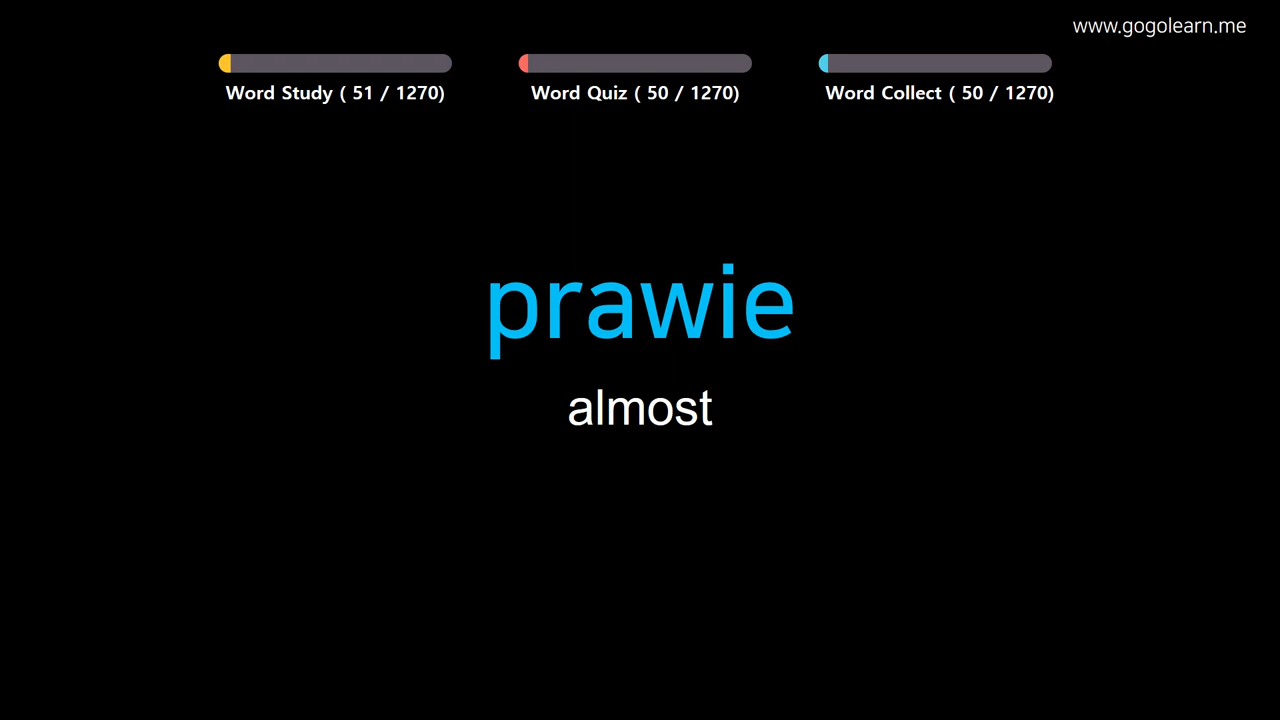 www.gogolearn.me
Word Study ( 51 / 1270)
Word Quiz ( 50 / 1270)
Word Collect ( 50 / 1270)
prawie
almost